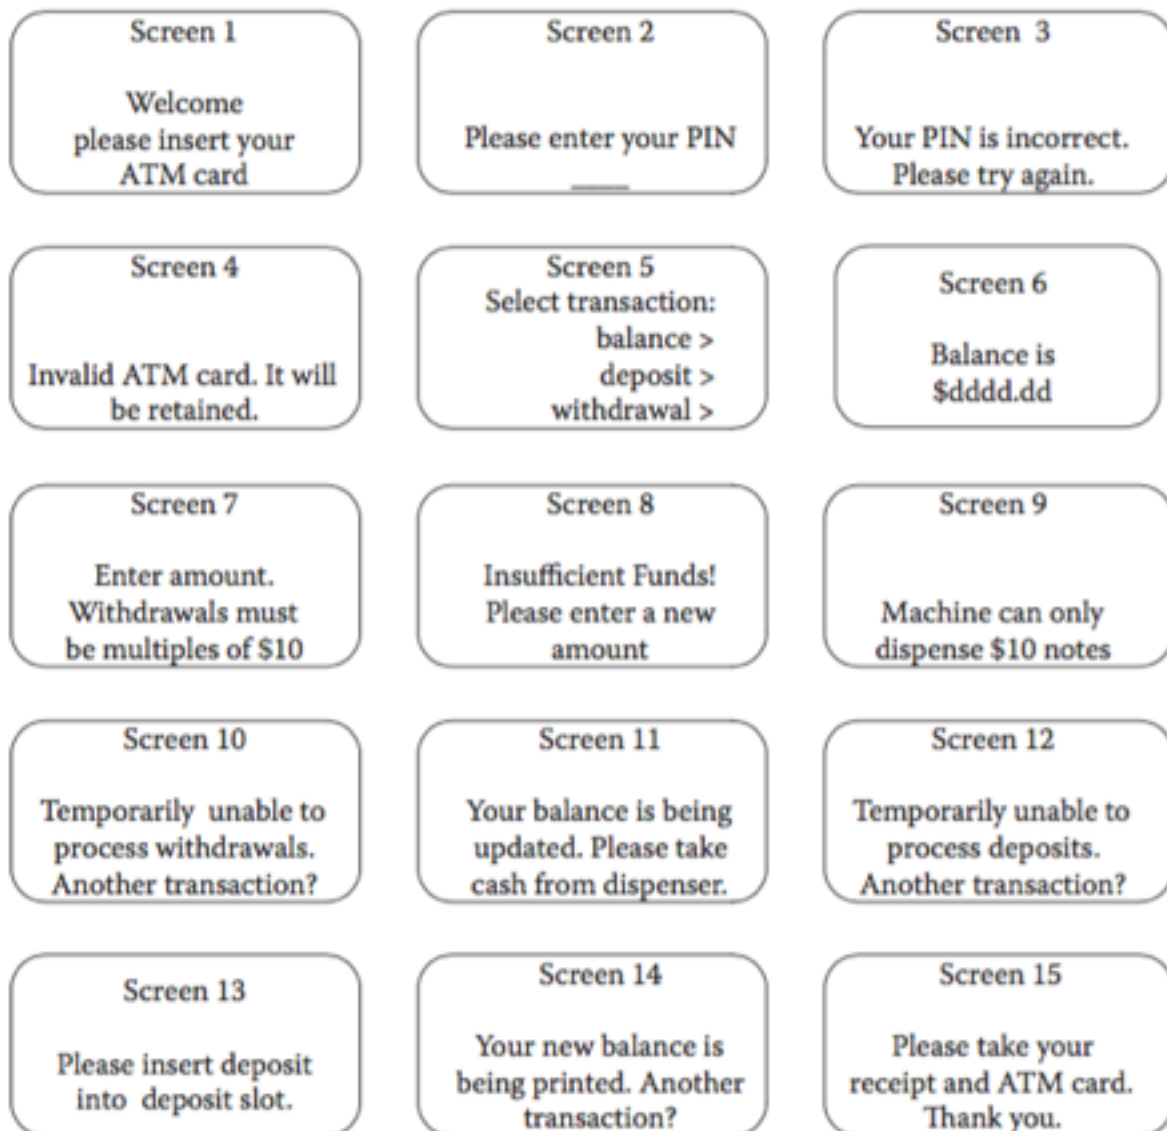 Screen 1
Welcome
please insert your
ATM card
Screen 2
Please enter your PIN
____
Screen 3
Your PIN is incorrect.
Please try again.
Screen 4
Invalid ATM card. It will
be retained.
Screen 5
Select transaction:
balance >
deposit >
withdrawal >
Screen 6
Balance is
$dddd.dd
Screen 7
Enter amount.
Withdrawals must
be multiples of $10
Screen 8
Insufficient Funds!
Please enter a new
amount
Screen 9
Machine can only
dispense $10 notes
Screen 10
Temporarily unable to
process withdrawals.
Another transaction?
Screen 11
Your balance is being
updated. Please take
cash from dispenser.
Screen 12
Temporarily unable to
process deposits.
Another transaction?
Screen 13
Please insert deposit
into deposit slot.
Screen 14
Your new balance is
being printed. Another
transaction?
Screen 15
Please take your
receipt and ATM card.
Thank you.